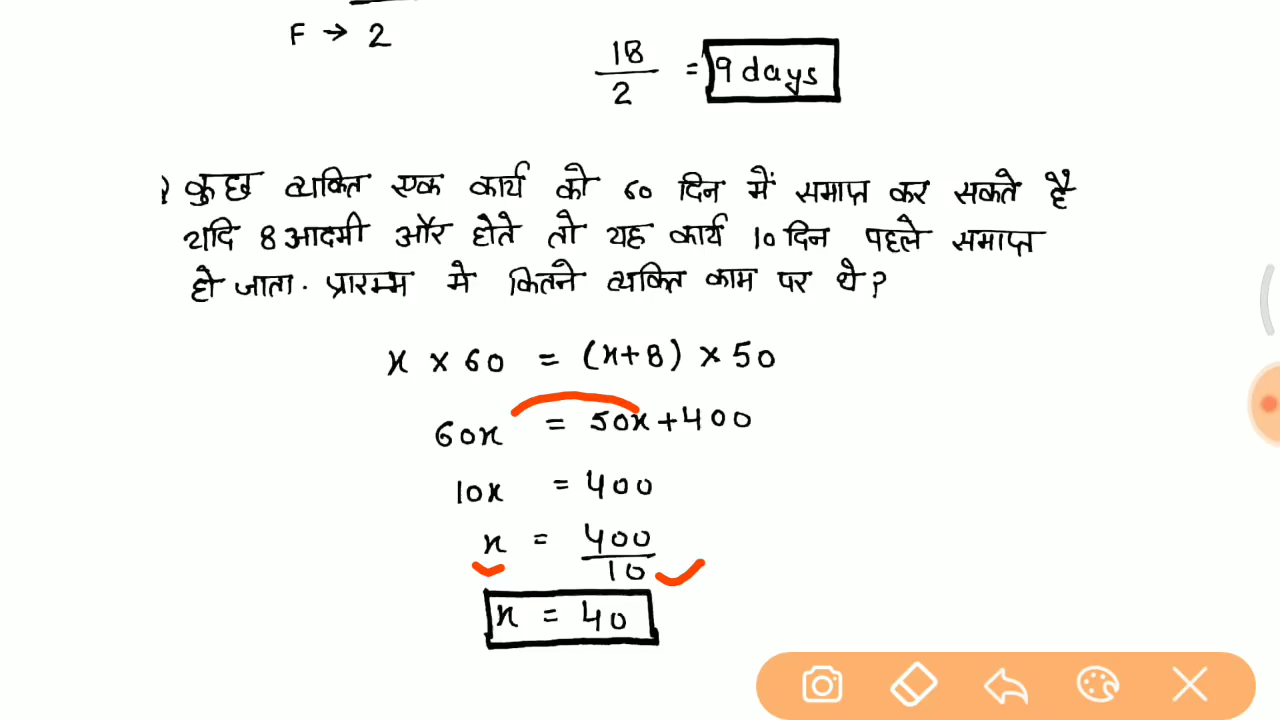 F → 2
18
2
= 9 days
? कुछ व्यक्ति एक कार्य को 60 दिन में समाप्त कर सकते है
यदि 8 आदमी और होते तो यह कार्य 10 दिन पहले समाप्त
हो जाता. प्रारम्भ मे कितने व्यक्ति काम पर थे?
x × 60 = (x+8) × 50
60x = 50x+400
10x = 400
x = 400
10
x = 40